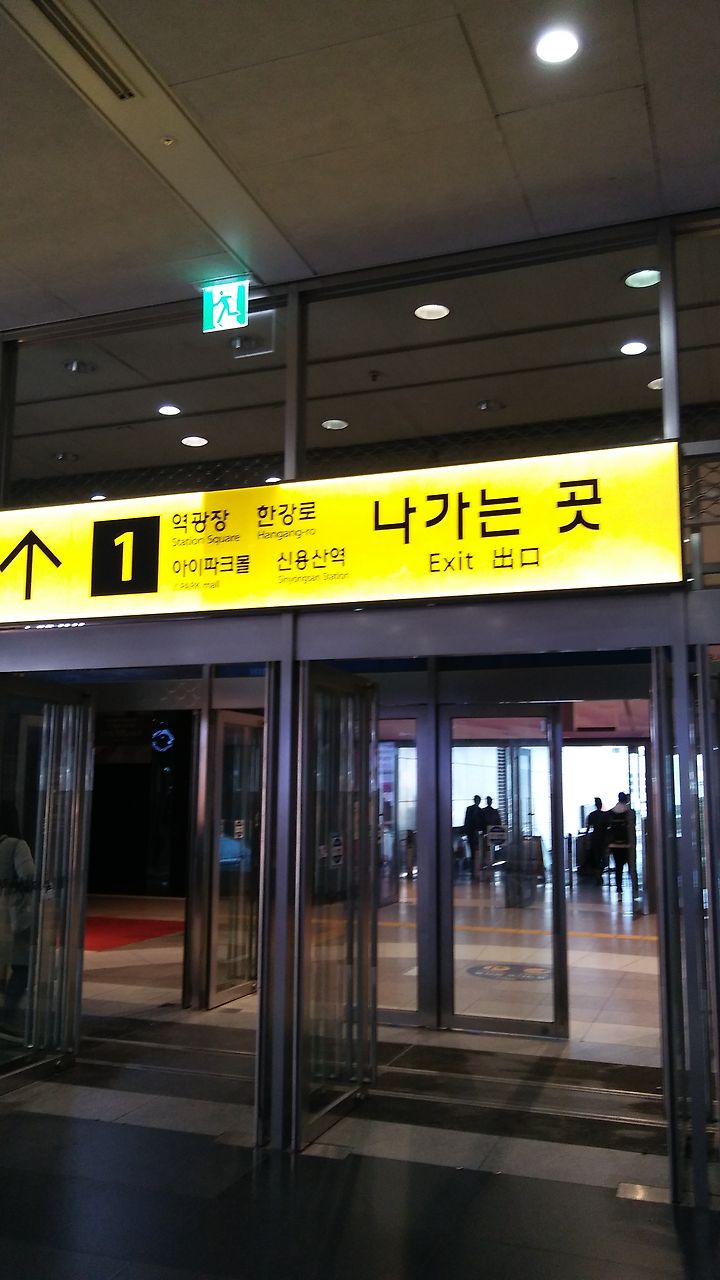 1
역광장 한강로
Station Square Hangang-ro
아이파크몰 신용산역
I'PARK mall Sinyongsan Station
나가는 곳
Exit 出口